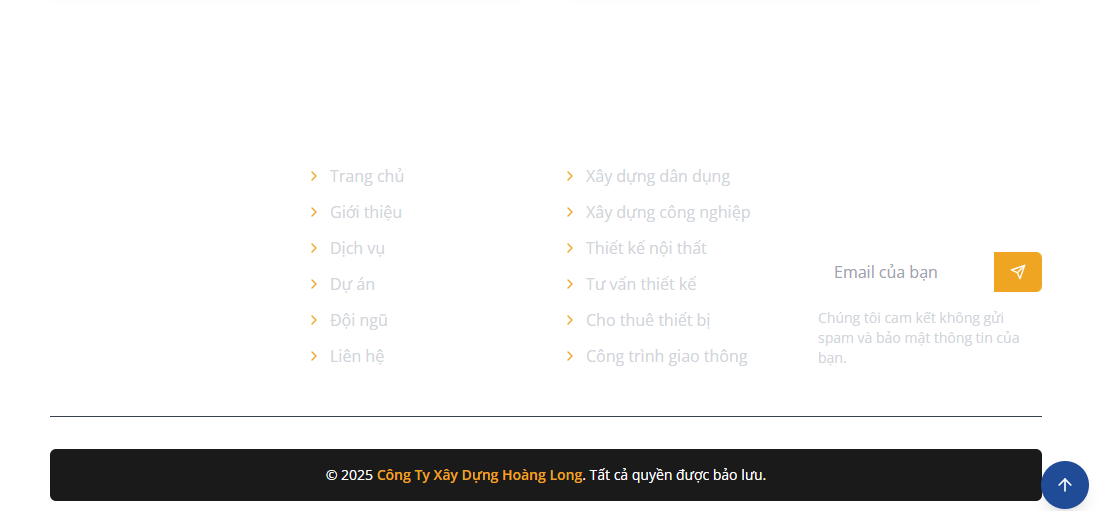 Trang chủ
Giới thiệu
Dịch vụ
Dự án
Đội ngũ
Liên hệ
Xây dựng dân dụng
Xây dựng công nghiệp
Thiết kế nội thất
Tư vấn thiết kế
Cho thuê thiết bị
Công trình giao thông
Email của bạn
Chúng tôi cam kết không gửi
spam và bảo mật thông tin của
bạn.
© 2025 Công Ty Xây Dựng Hoàng Long. Tất cả quyền được bảo lưu.